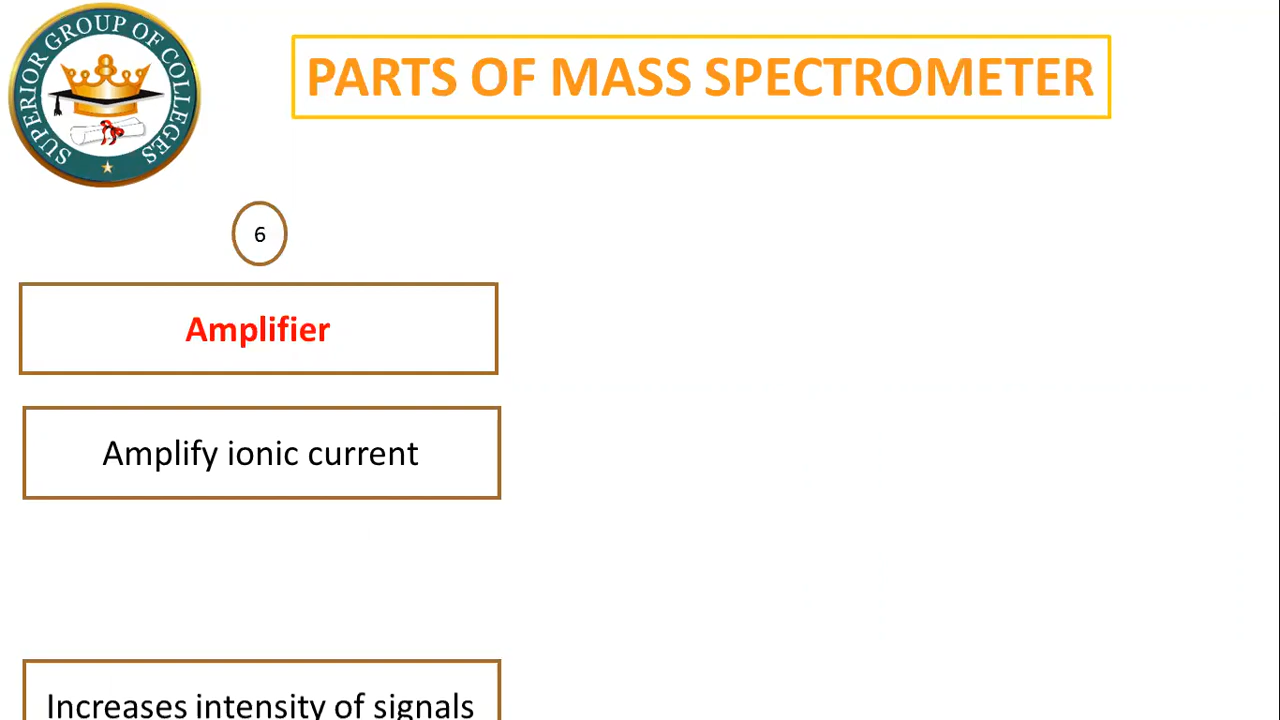 SUPERIOR GROUP OF COLLEGES
PARTS OF MASS SPECTROMETER
6
Amplifier
Amplify ionic current
Increases intensity of signals